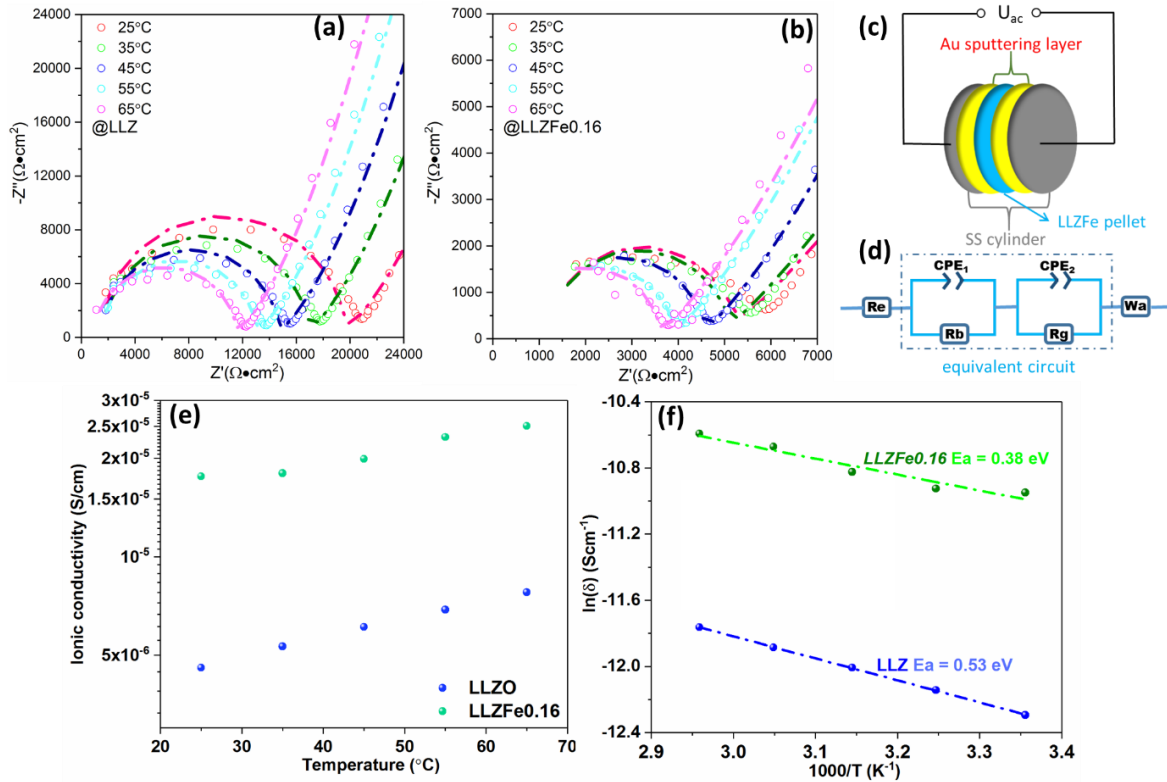 (a)
25°C
35°C
45°C
55°C
65°C
@LLZ
-Z"(Ω•cm²)
24000
20000
16000
12000
8000
4000
0
0 4000 8000 12000 16000 20000 24000
Z'(Ω•cm²)
(b)
25°C
35°C
45°C
55°C
65°C
@LLZFe0.16
-Z"(Ω•cm²)
7000
6000
5000
4000
3000
2000
1000
0
0 1000 2000 3000 4000 5000 6000 7000
Z'(Ω•cm²)
(c)
Uac
Au sputtering layer
LLZFe pellet
SS cylinder
(d)
CPE₁
CPE₂
Re
Rb
Rg
Wa
equivalent circuit
(e)
Ionic conductivity (S/cm)
3x10⁻⁵
2.5x10⁻⁵
2x10⁻⁵
1.5x10⁻⁵
10⁻⁵
5x10⁻⁶
LLZO
LLZFe0.16
20 30 40 50 60 70
Temperature (°C)
(f)
ln(δ) (Scm⁻¹)
-10.4
-10.8
-11.2
-11.6
-12.0
-12.4
LLZFe0.16 Ea = 0.38 eV
LLZ Ea = 0.53 eV
2.9 3.0 3.1 3.2 3.3 3.4
1000/T (K⁻¹)